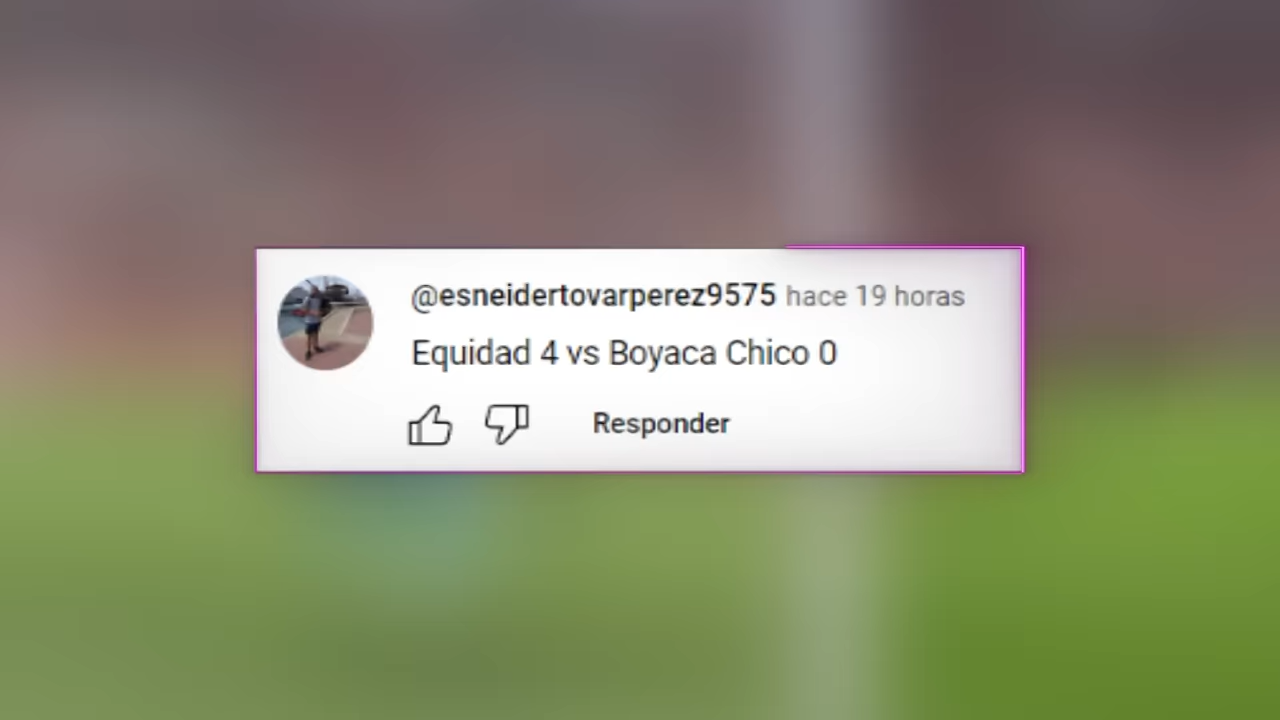 @esneidertovarperez9575 hace 19 horas
Equidad 4 vs Boyaca Chico 0
Responder